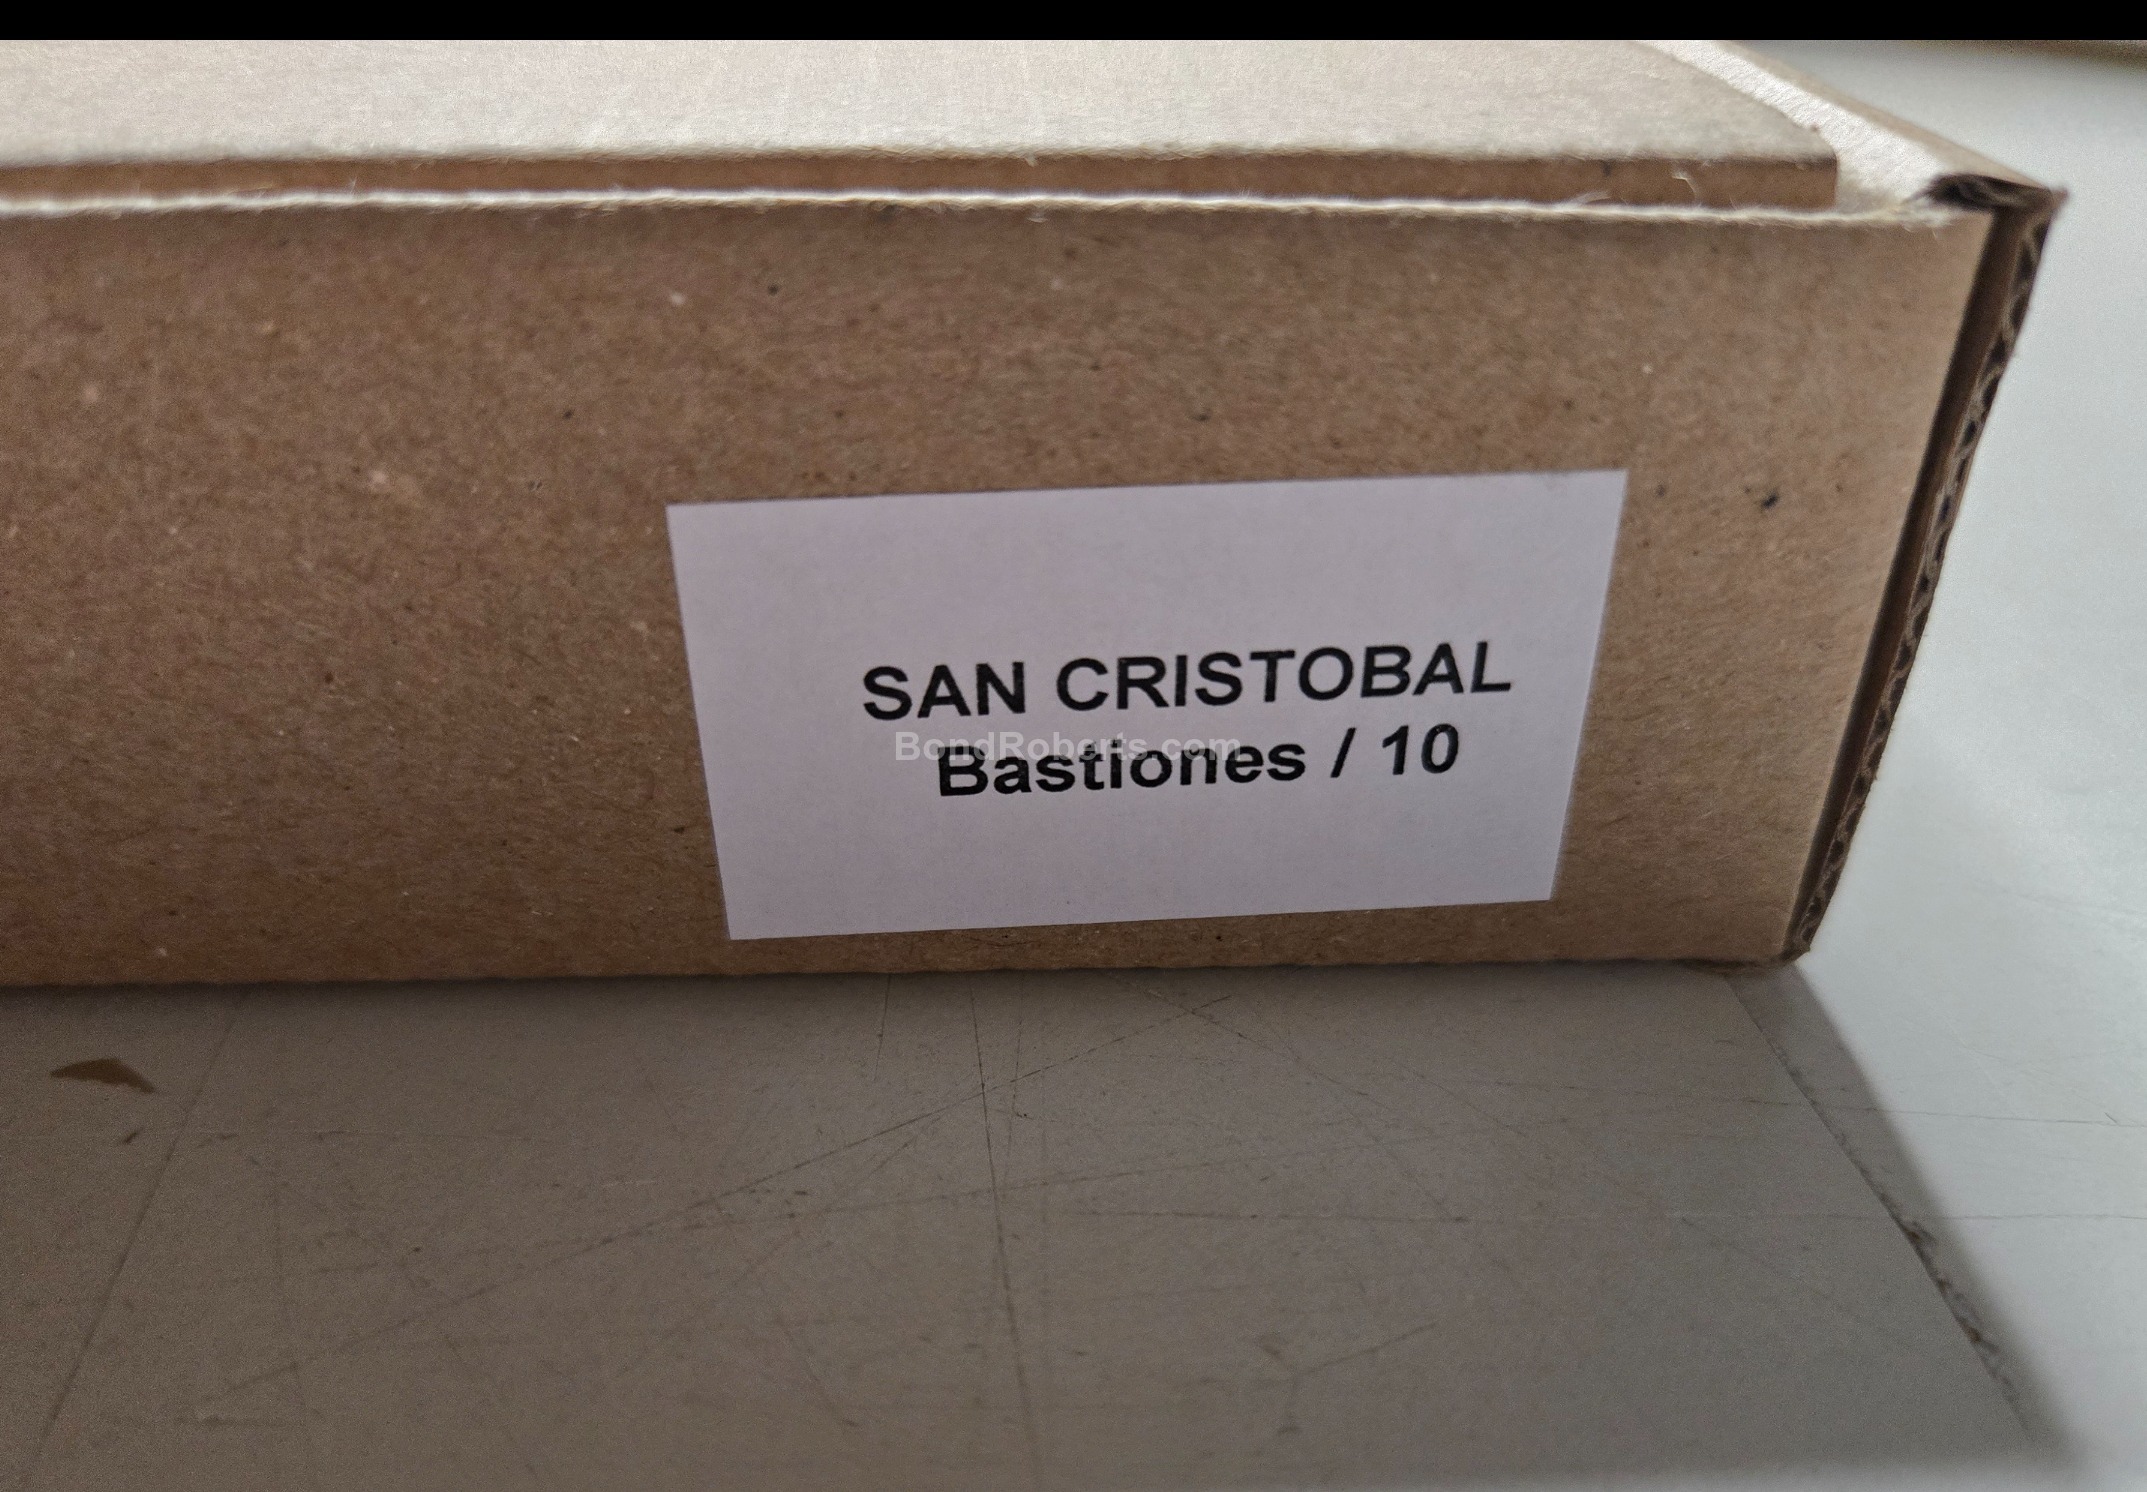 SAN CRISTOBAL
Bastiones / 10
BondRoberts.com